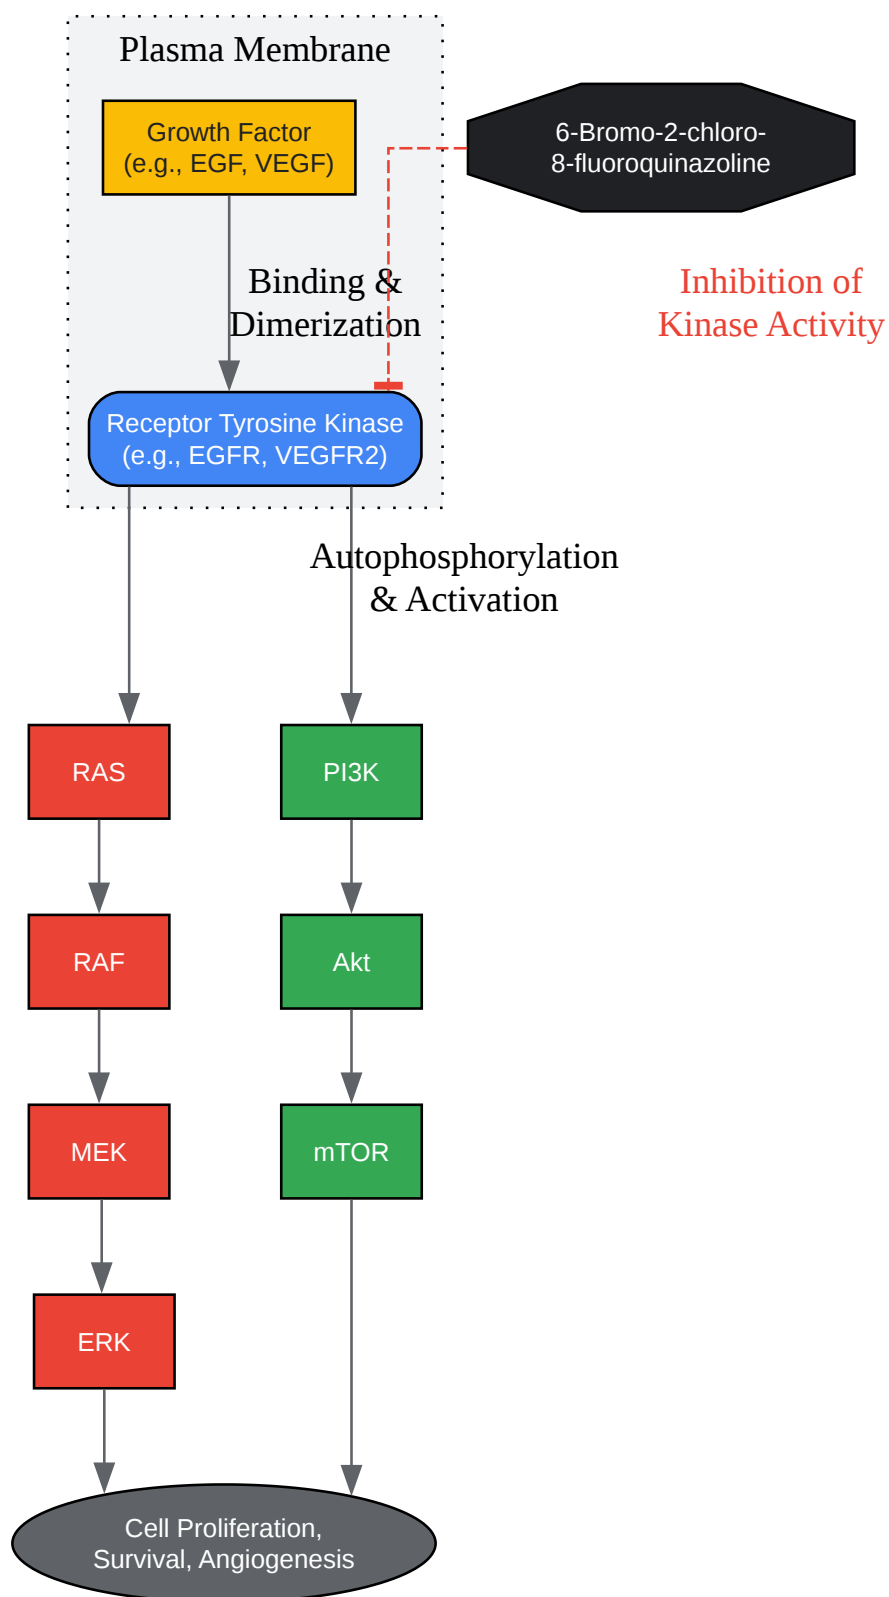 Plasma Membrane
Growth Factor
(e.g., EGF, VEGF)
6-Bromo-2-chloro-
8-fluoroquinazoline
Binding &
Dimerization
Inhibition of
Kinase Activity
Receptor Tyrosine Kinase
(e.g., EGFR, VEGFR2)
Autophosphorylation
& Activation
RAS
PI3K
RAF
Akt
MEK
mTOR
ERK
Cell Proliferation,
Survival, Angiogenesis